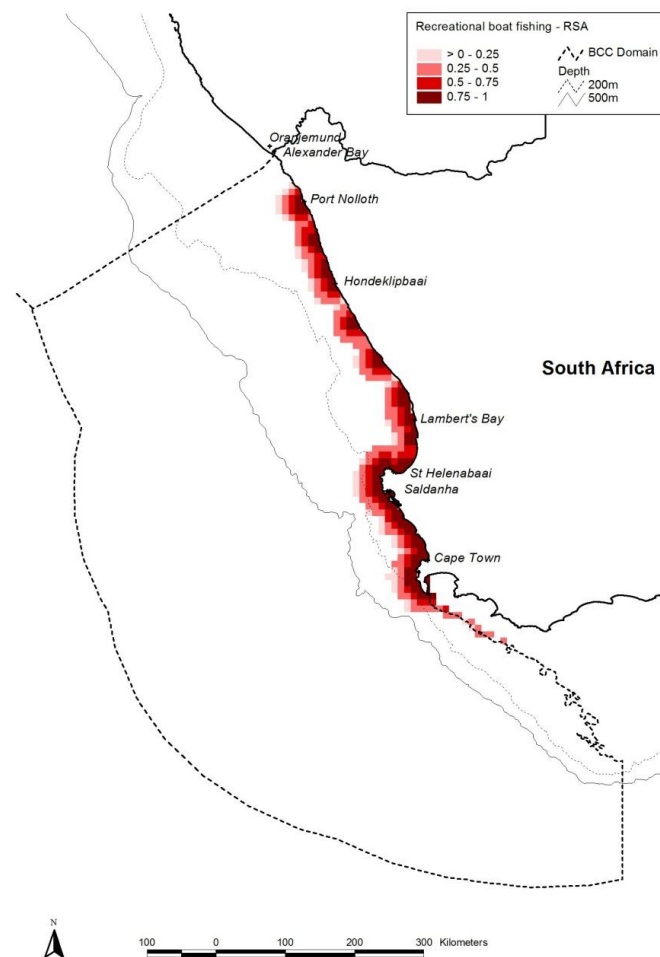 Recreational boat fishing - RSA
> 0 - 0.25
0.25 - 0.5
0.5 - 0.75
0.75 - 1
BCC Domain
Depth
200m
500m
Oranjemund
Alexander Bay
Port Nolloth
Hondeklipbaai
South Africa
Lambert's Bay
St Helenabaai
Saldanha
Cape Town
N
100 0 100 200 300 Kilometers